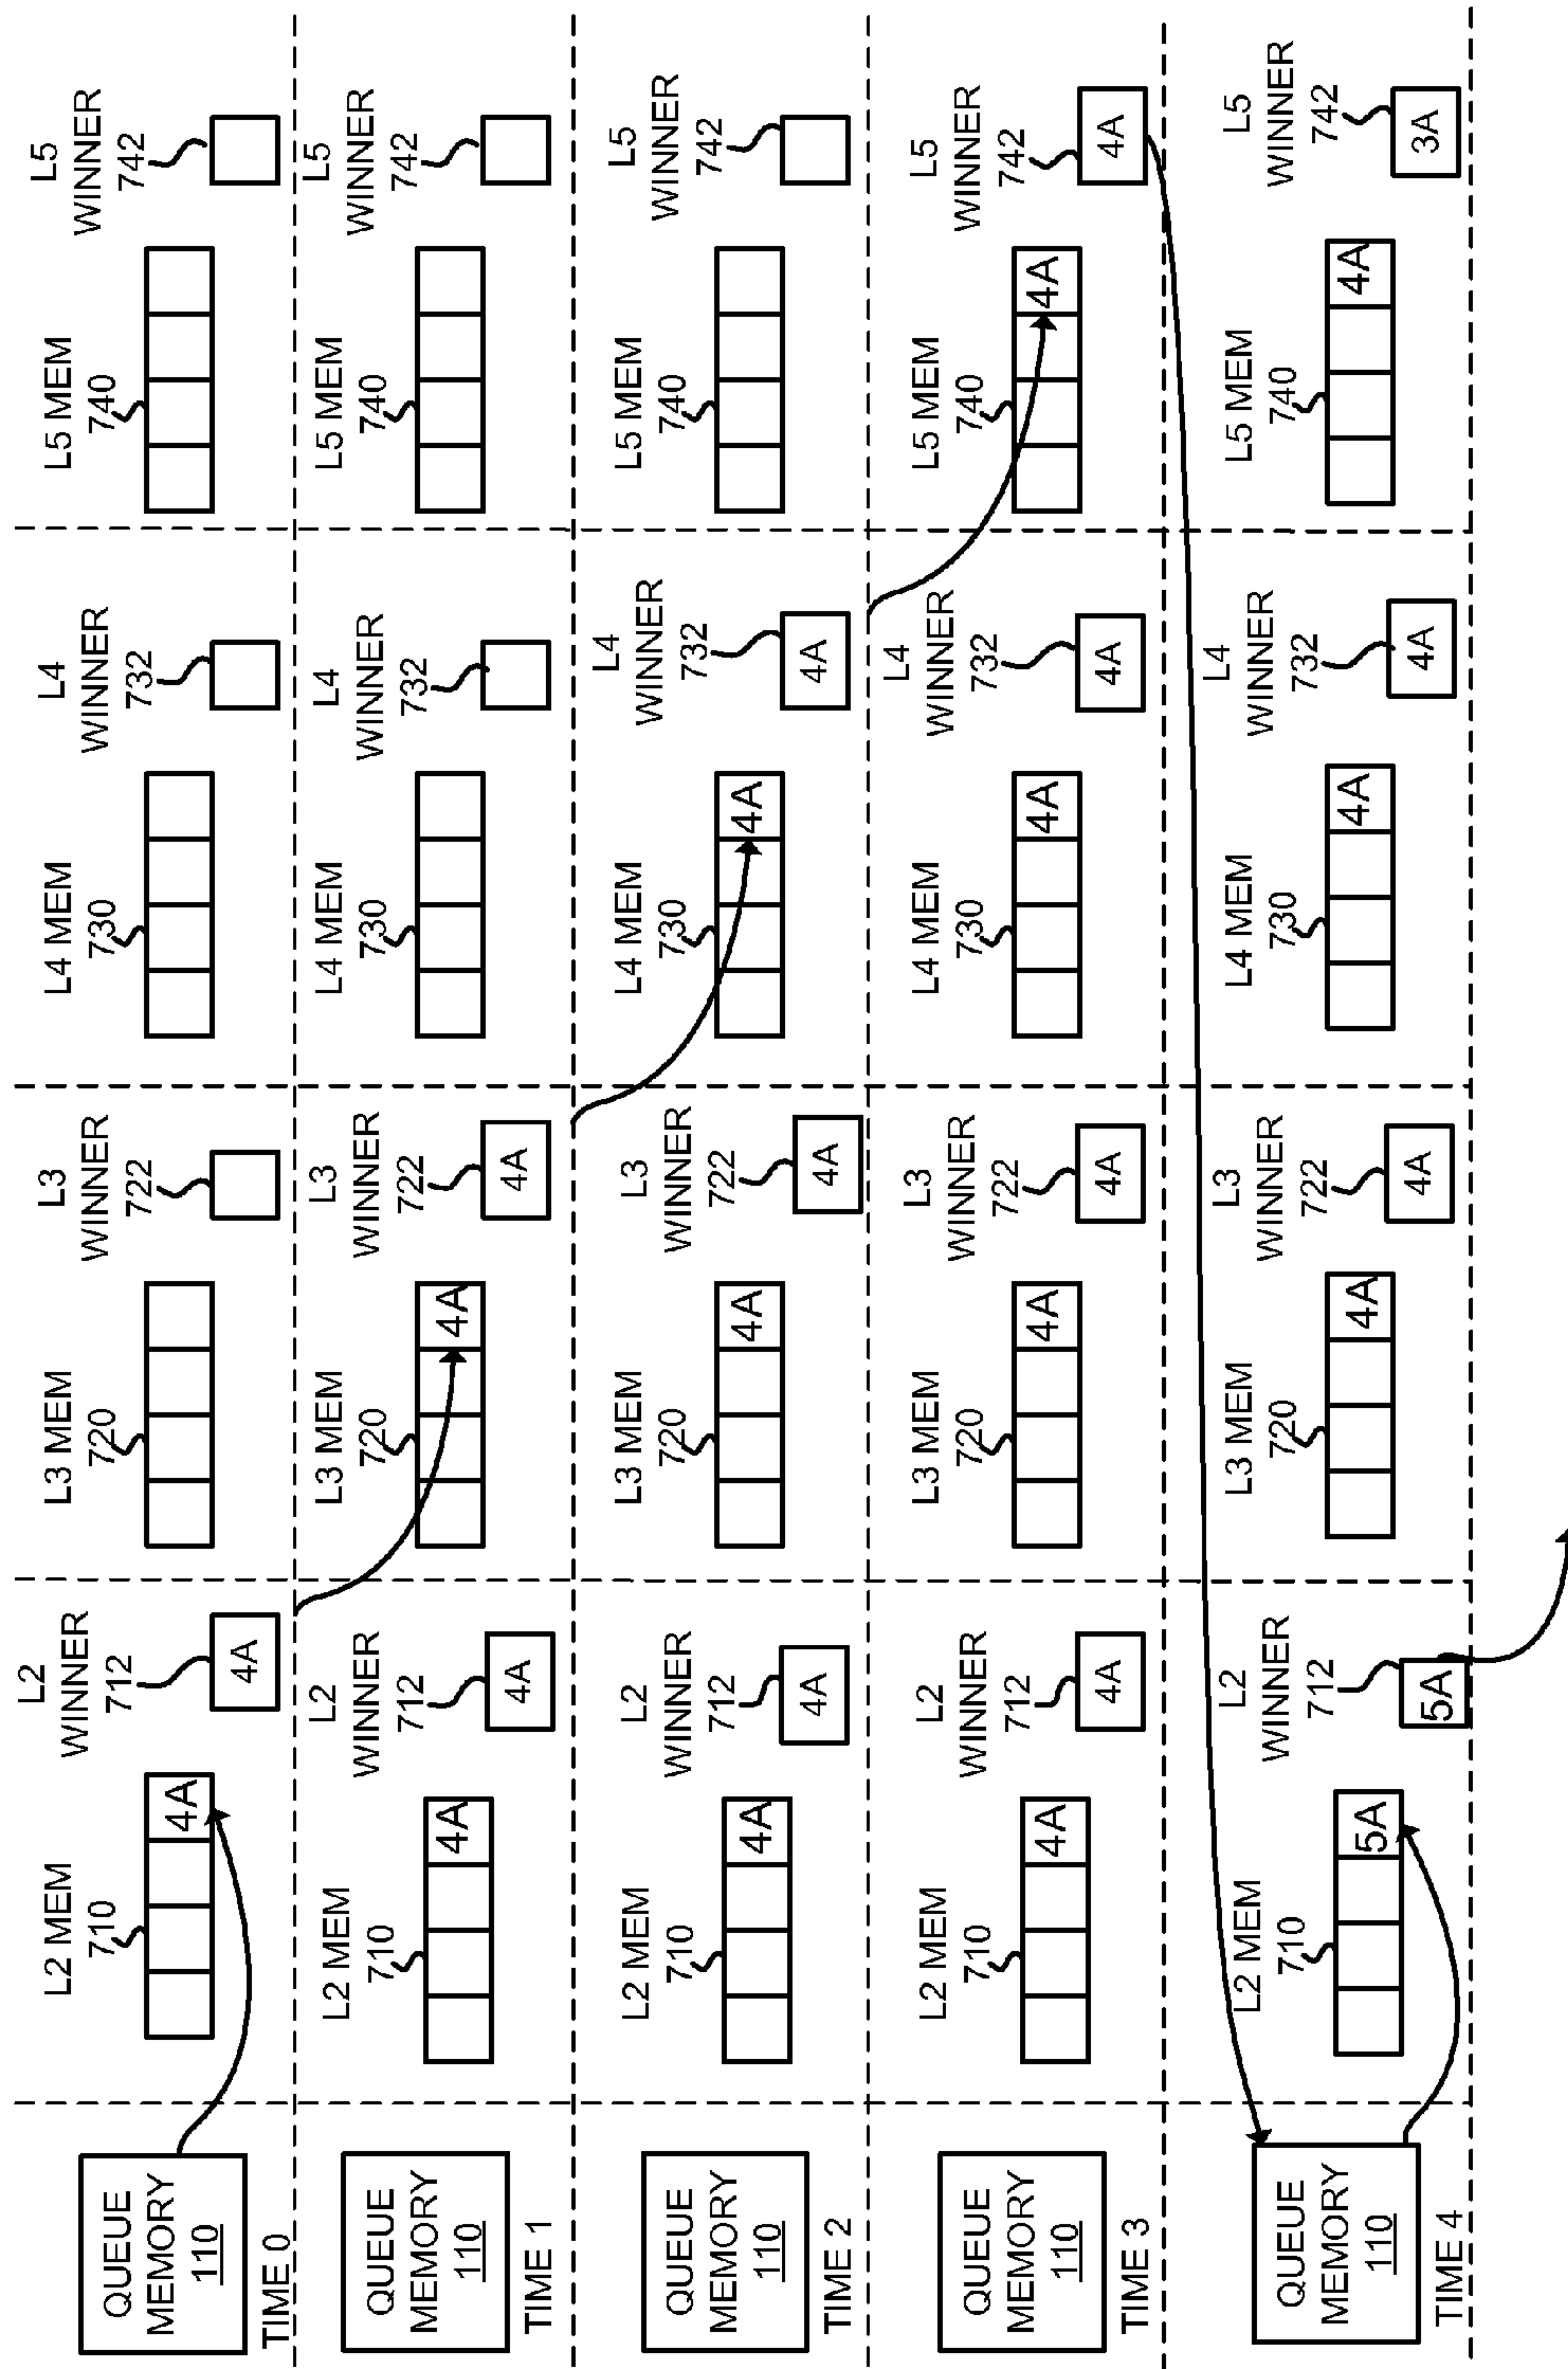 QUEUE
MEMORY
110
TIME 0
L2 MEM
710
4A
L2
WINNER
712
4A
L3 MEM
720
L3
WINNER
722
L4 MEM
730
L4
WINNER
732
L5 MEM
740
L5
WINNER
742
QUEUE
MEMORY
110
TIME 1
L2 MEM
710
4A
L2
WINNER
712
4A
L3 MEM
720
4A
L3
WINNER
722
4A
L4 MEM
730
L4
WINNER
732
L5 MEM
740
L5
WINNER
742
QUEUE
MEMORY
110
TIME 2
L2 MEM
710
4A
L2
WINNER
712
4A
L3 MEM
720
4A
L3
WINNER
722
4A
L4 MEM
730
4A
L4
WINNER
732
4A
L5 MEM
740
L5
WINNER
742
QUEUE
MEMORY
110
TIME 3
L2 MEM
710
4A
L2
WINNER
712
4A
L3 MEM
720
4A
L3
WINNER
722
4A
L4 MEM
730
4A
L4
WINNER
732
4A
L5 MEM
740
4A
L5
WINNER
742
4A
QUEUE
MEMORY
110
TIME 4
L2 MEM
710
5A
L2
WINNER
712
5A
L3 MEM
720
4A
L3
WINNER
722
4A
L4 MEM
730
4A
L4
WINNER
732
4A
L5 MEM
740
4A
L5
WINNER
742
3A